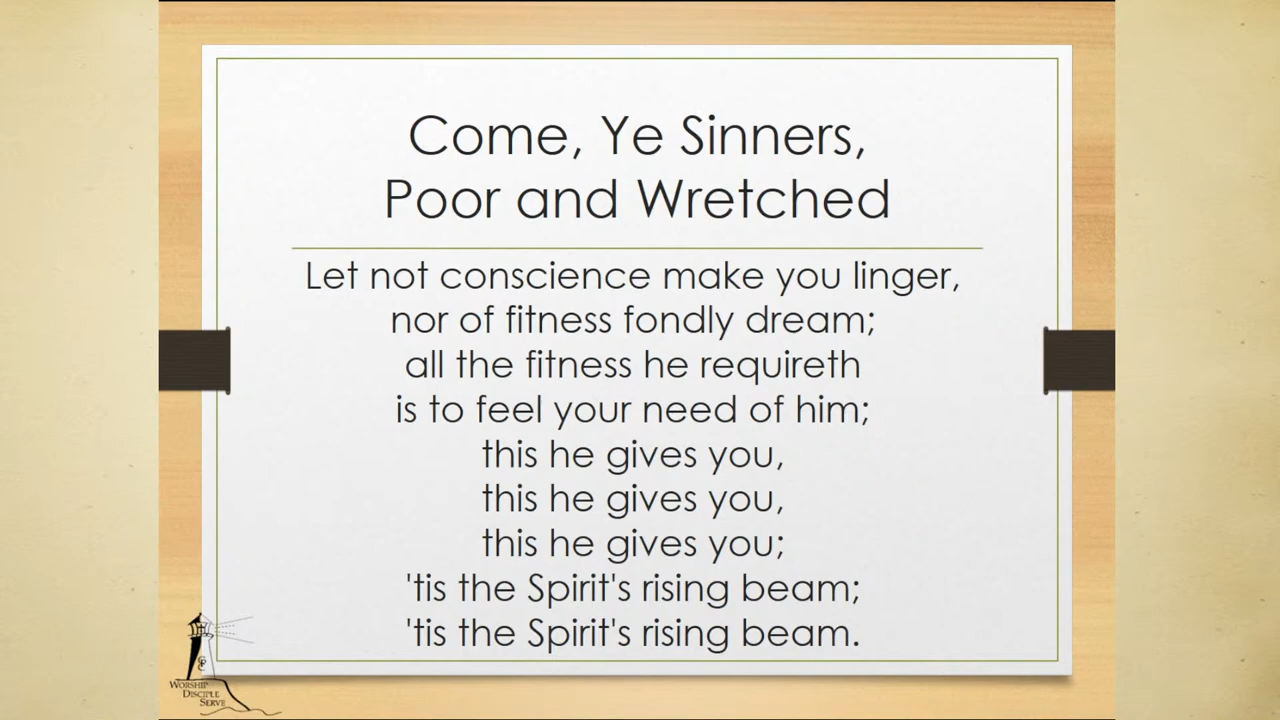 Come, Ye Sinners,
Poor and Wretched
Let not conscience make you linger,
nor of fitness fondly dream;
all the fitness he requireth
is to feel your need of him;
this he gives you,
this he gives you,
this he gives you;
'tis the Spirit's rising beam;
'tis the Spirit's rising beam.
WORSHIP
DISCIPLE
SERVE